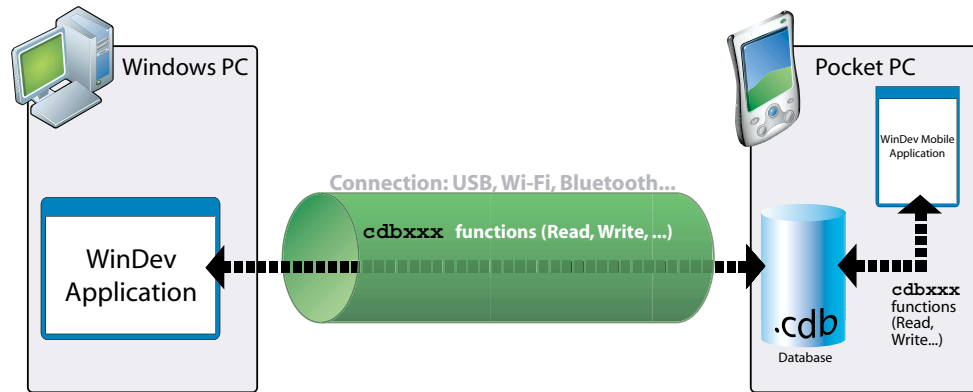 Windows PC
Pocket PC
WinDev Mobile
Application
Connection: USB, Wi-Fi, Bluetooth...
cdbxxx functions (Read, Write, ...)
WinDev
Application
cdbxxx
functions
(Read,
Write...)
.cdb
Database